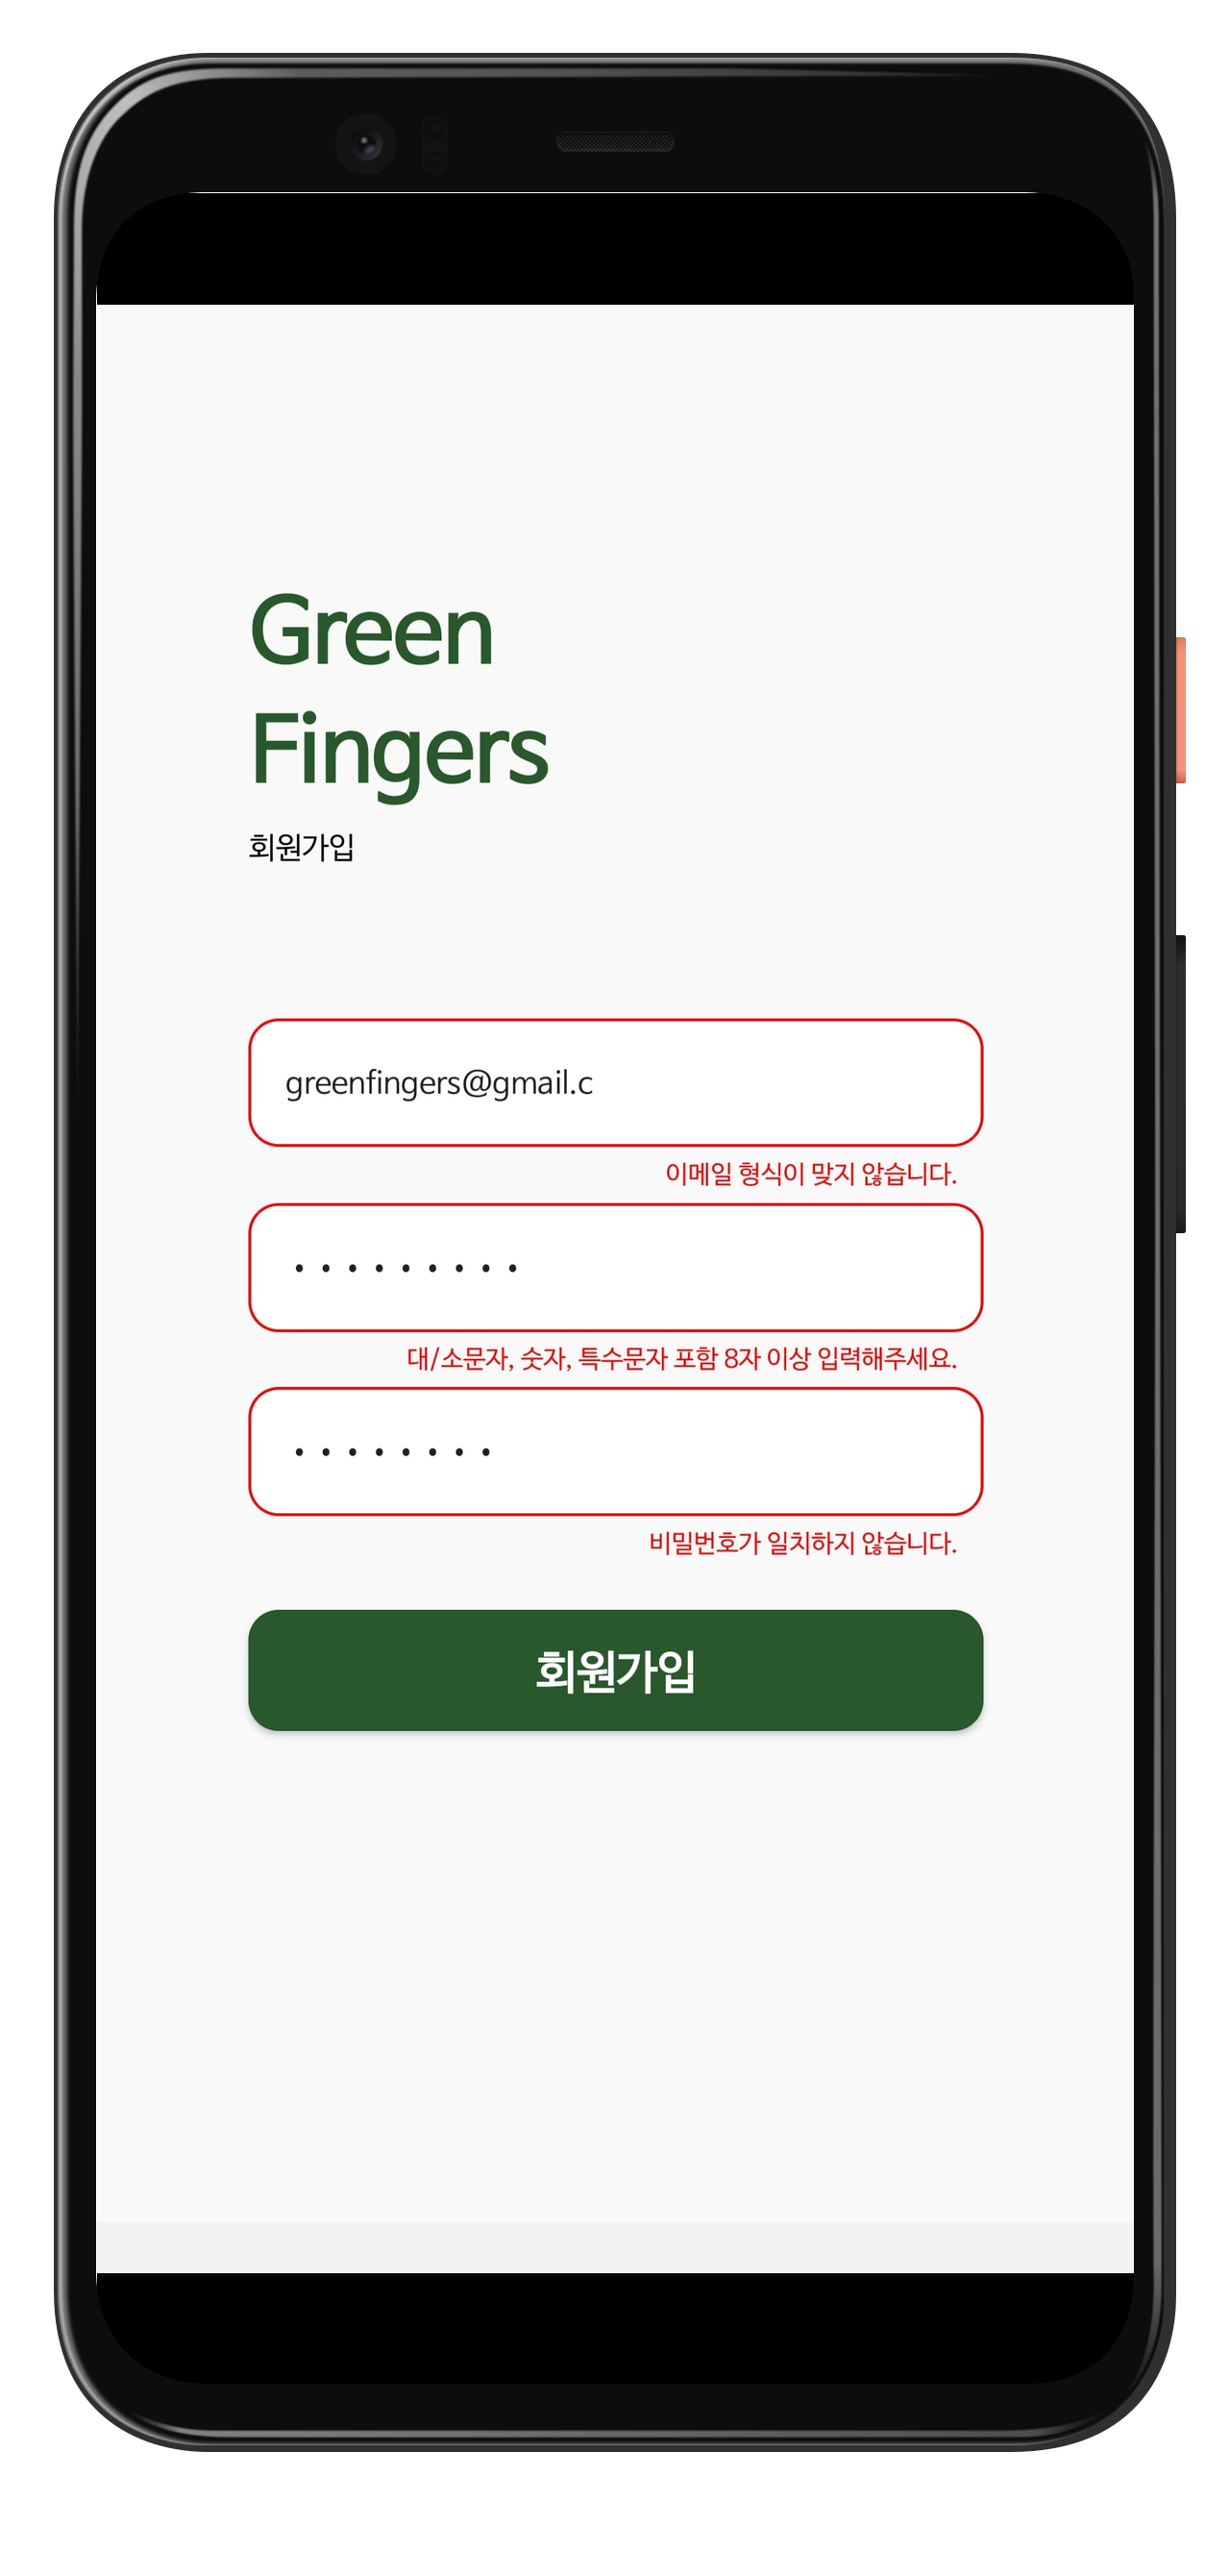 Green
Fingers
회원가입
greenfingers@gmail.c
이메일 형식이 맞지 않습니다.
•••••••••
대/소문자, 숫자, 특수문자 포함 8자 이상 입력해주세요.
••••••••
비밀번호가 일치하지 않습니다.
회원가입